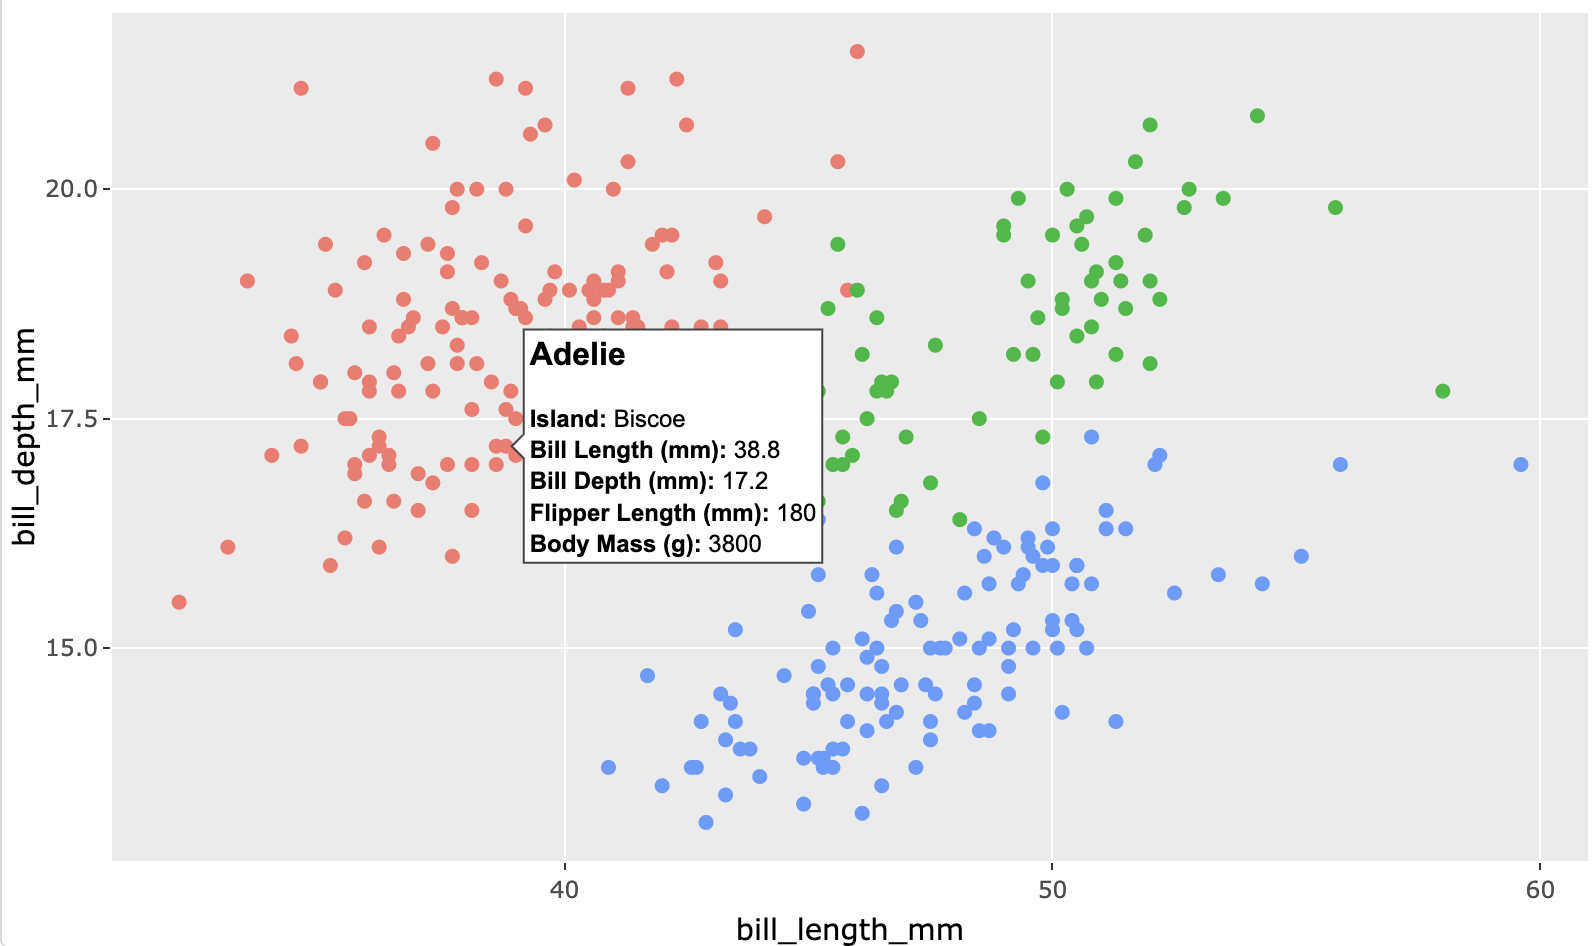 20.0
17.5
15.0
bill_depth_mm
Adelie
Island: Biscoe
Bill Length (mm): 38.8
Bill Depth (mm): 17.2
Flipper Length (mm): 180
Body Mass (g): 3800
40
50
60
bill_length_mm